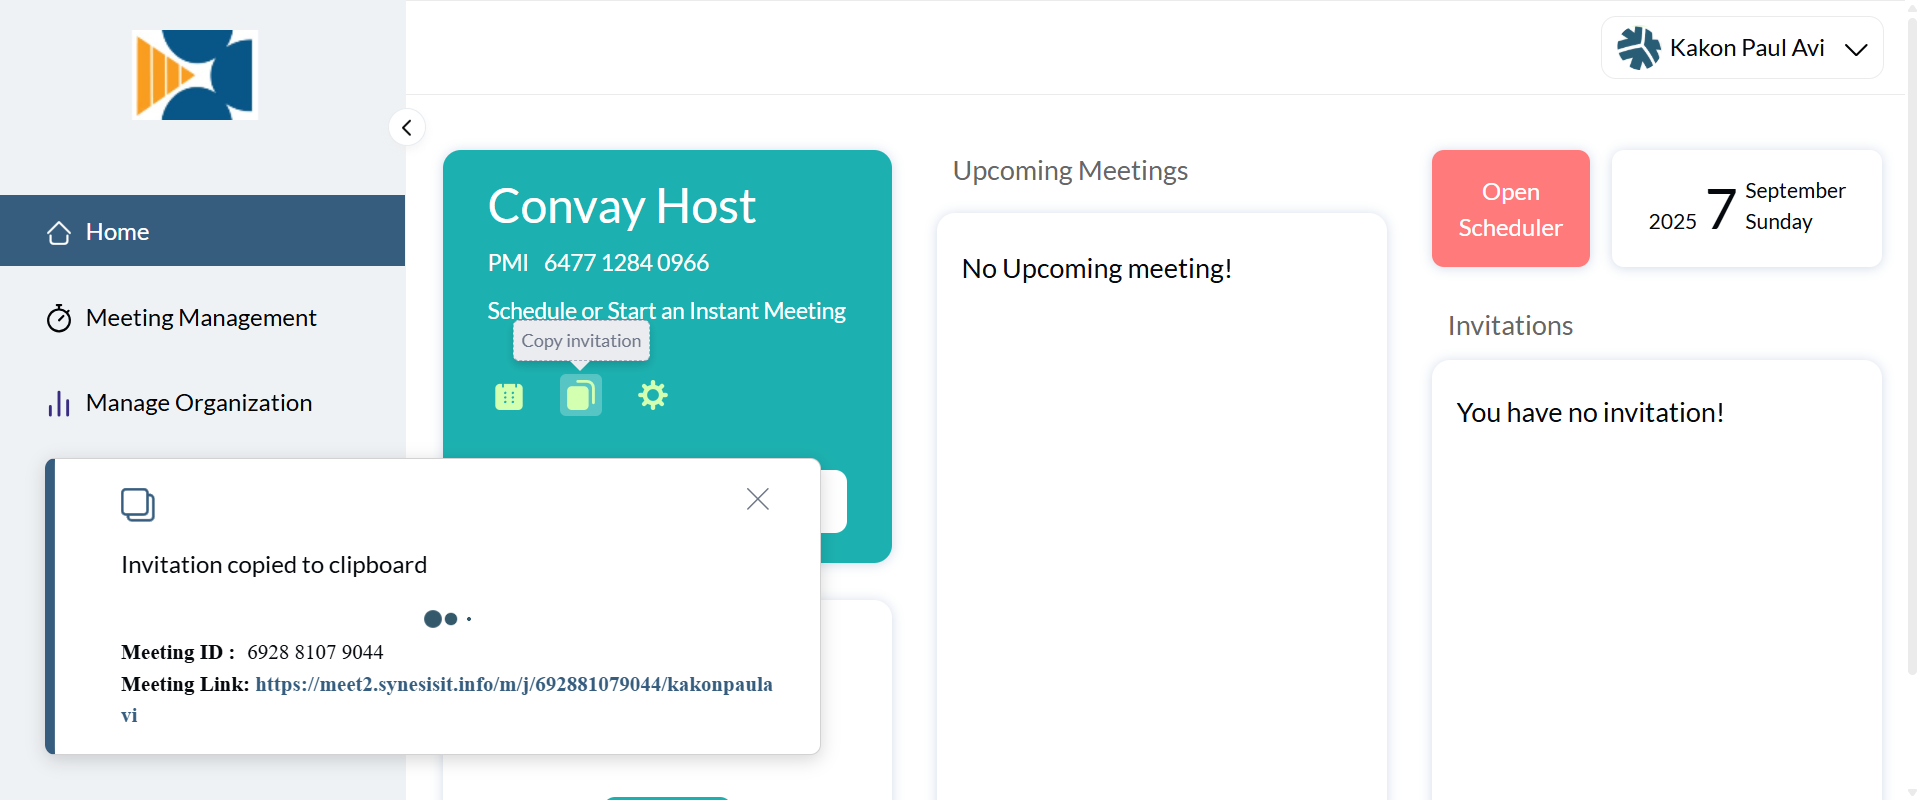 Kakon Paul Avi
Home
Meeting Management
Manage Organization
Convay Host
PMI 6477 1284 0966
Schedule or Start an Instant Meeting
Copy invitation
Upcoming Meetings
No Upcoming meeting!
Open
Scheduler
2025 7 September
Sunday
Invitations
You have no invitation!
Invitation copied to clipboard
Meeting ID : 6928 8107 9044
Meeting Link: https://meet2.synesisit.info/m/j/692881079044/kakonpaula
vi